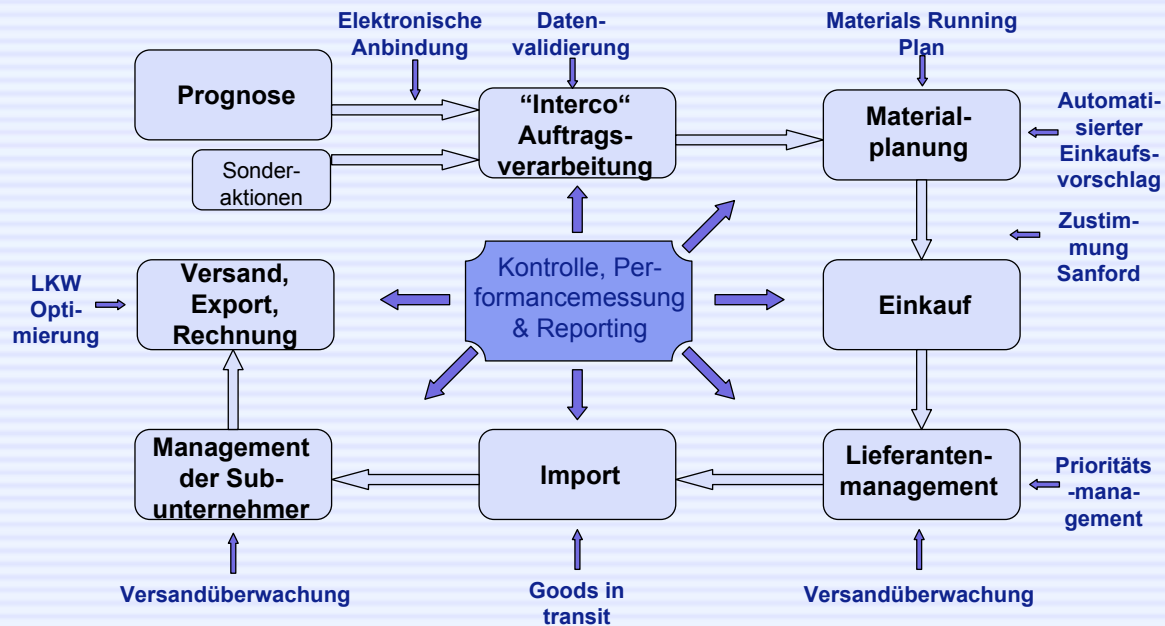 Elektronische
Anbindung
Daten-
validierung
Materials Running
Plan
Prognose
“Interco“
Auftrags-
verarbeitung
Material-
planung
Automati-
sierter
Einkaufs-
vorschlag
Sonder-
aktionen
Zustim-
mung
Sanford
LKW
Opti-
mierung
Versand,
Export,
Rechnung
Kontrolle, Per-
formancemessung
& Reporting
Einkauf
Management
der Sub-
unternehmer
Import
Lieferanten-
management
Prioritäts
-mana-
gement
Versandüberwachung
Goods in
transit
Versandüberwachung